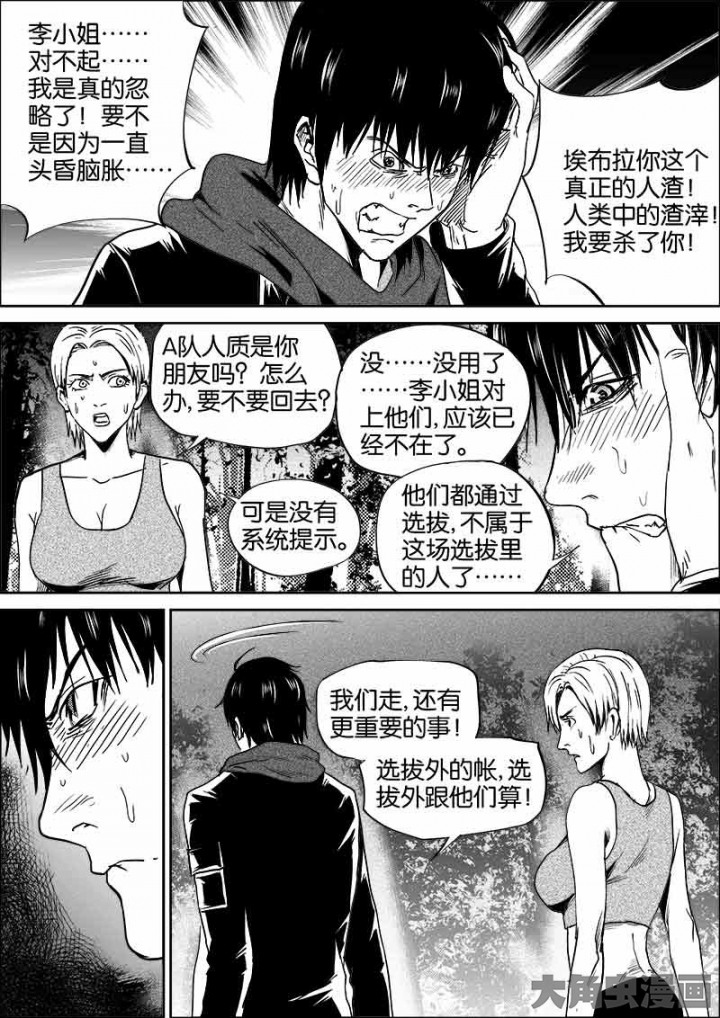 李小姐……
对不起……
我是真的忽
略了！要不
是因为一直
头昏脑胀……
埃布拉你这个
真正的人渣！
人类中的渣滓！
我要杀了你！
A队人质是你
朋友吗？怎么
办，要不要回去？
没……没用了
……李小姐对
上他们，应该已
经不在了。
可是没有
系统提示。
他们都通过
选拔，不属于
这场选拔里
的人了……
我们走，还有
更重要的事！
选拔外的帐，选
拔外跟他们算！
大角虫漫画